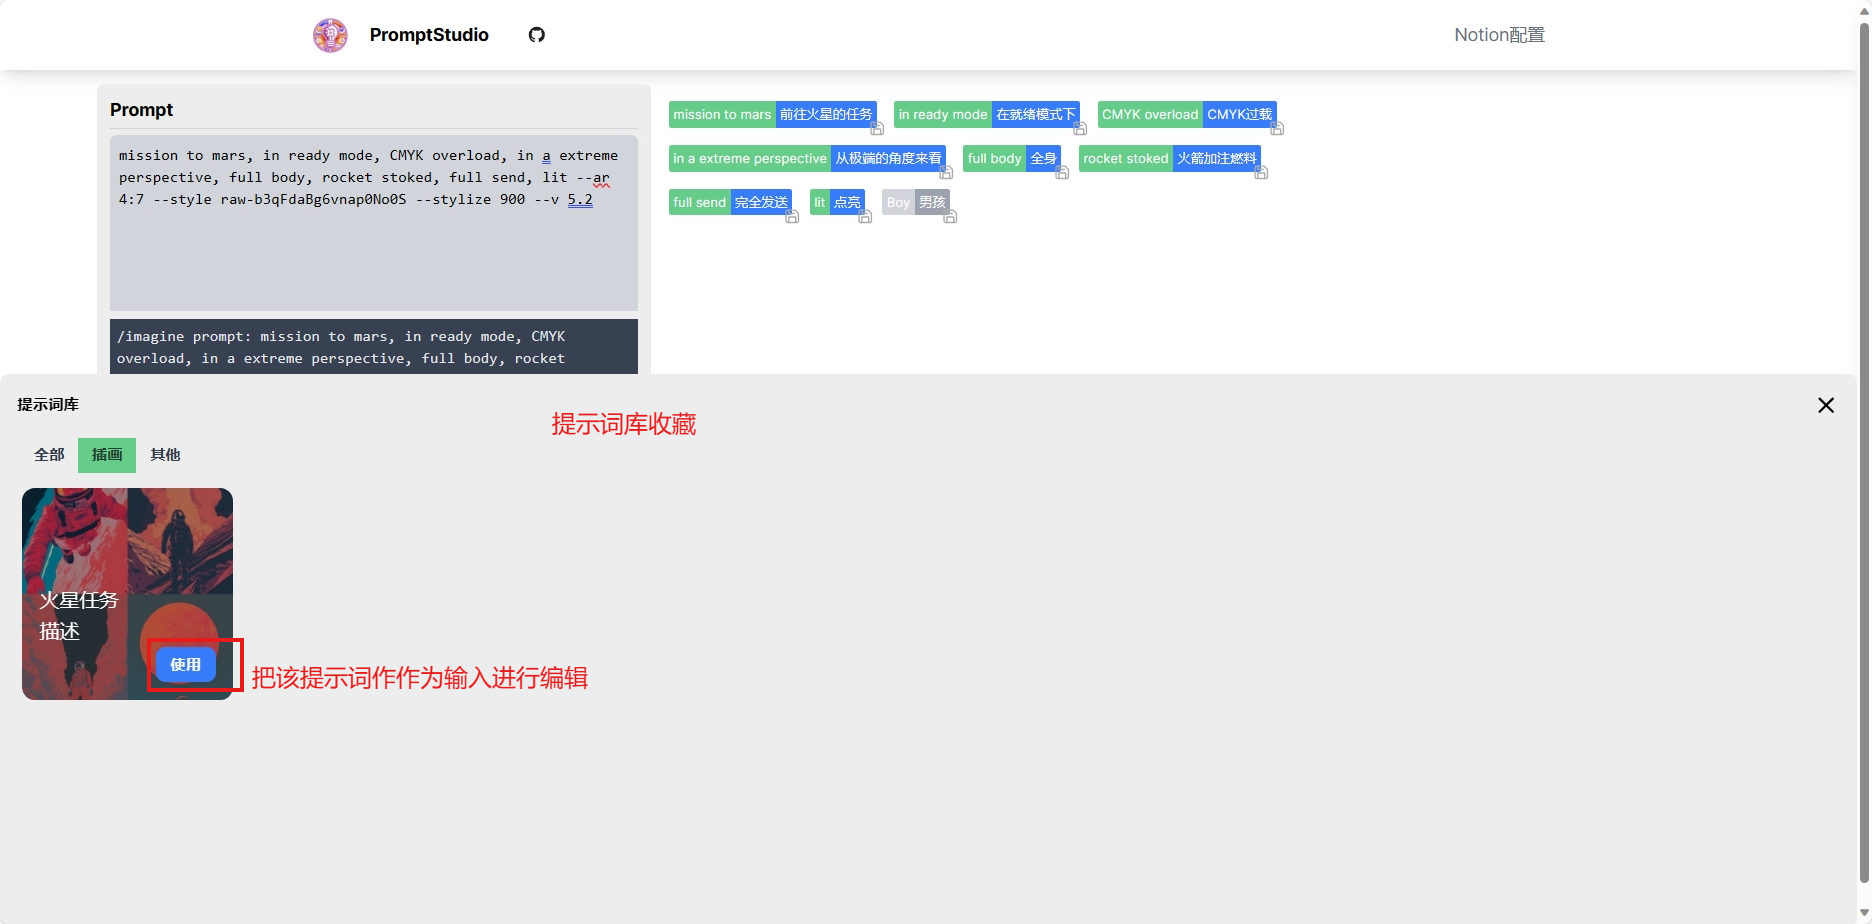 PromptStudio
Notion配置
Prompt
mission to mars, in ready mode, CMYK overload, in a extreme
perspective, full body, rocket stoked, full send, lit --ar
4:7 --style raw-b3qFdaBg6vnap0No0S --stylize 900 --v 5.2
/imagine prompt: mission to mars, in ready mode, CMYK
overload, in a extreme perspective, full body, rocket
mission to mars 前往火星的任务 in ready mode 在就绪模式下 CMYK overload CMYK过载
in a extreme perspective 从极端的角度来看 full body 全身 rocket stoked 火箭加注燃料
full send 完全发送 lit 点亮 Boy 男孩
提示词库
提示词库收藏
全部 插画 其他
火星任务
描述
使用
把该提示词作作为输入进行编辑